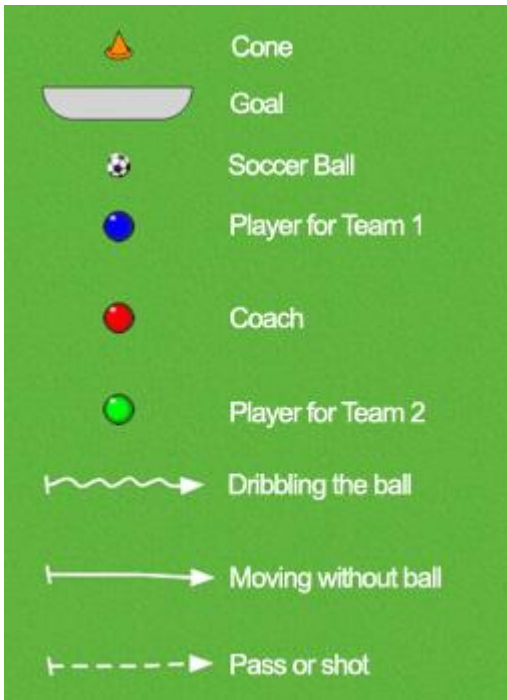 Cone
Goal
Soccer Ball
Player for Team 1
Coach
Player for Team 2
Dribbling the ball
Moving without ball
Pass or shot